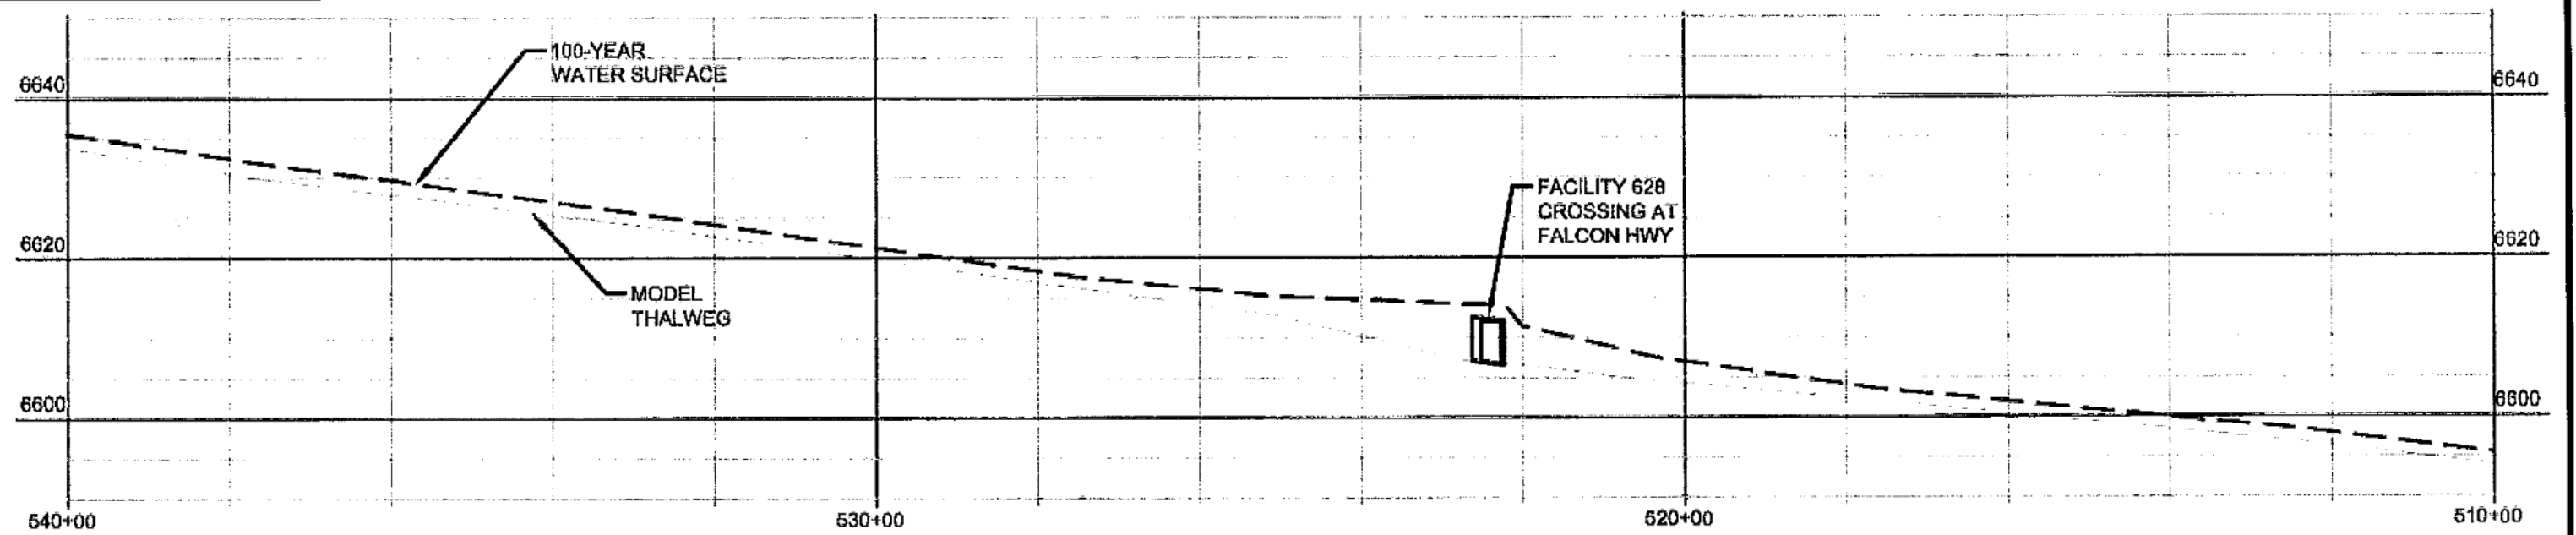 100-YEAR
WATER SURFACE
6640
6640
FACILITY 628
CROSSING AT
FALCON HWY
6620
6620
MODEL
THALWEG
6600
6600
540+00
530+00
520+00
510+00